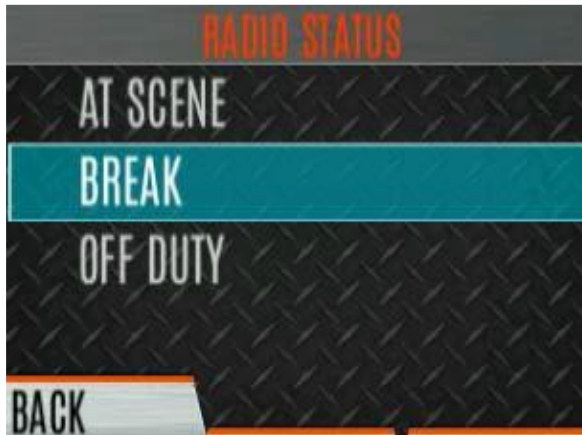 RADIO STATUS
AT SCENE
BREAK
OFF DUTY
BACK